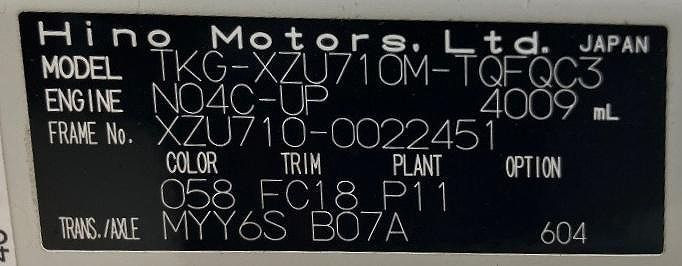 Hino Motors, Ltd. JAPAN
MODEL TKG-XZU710M-TQFQC3
ENGINE N04C-UP 4009 mL
FRAME No. XZU710-0022451
COLOR TRIM PLANT OPTION
058 FC18 P11
TRANS./AXLE MYY6S B07A 604
40